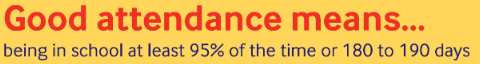 Good attendance means...
being in school at least 95% of the time or 180 to 190 days